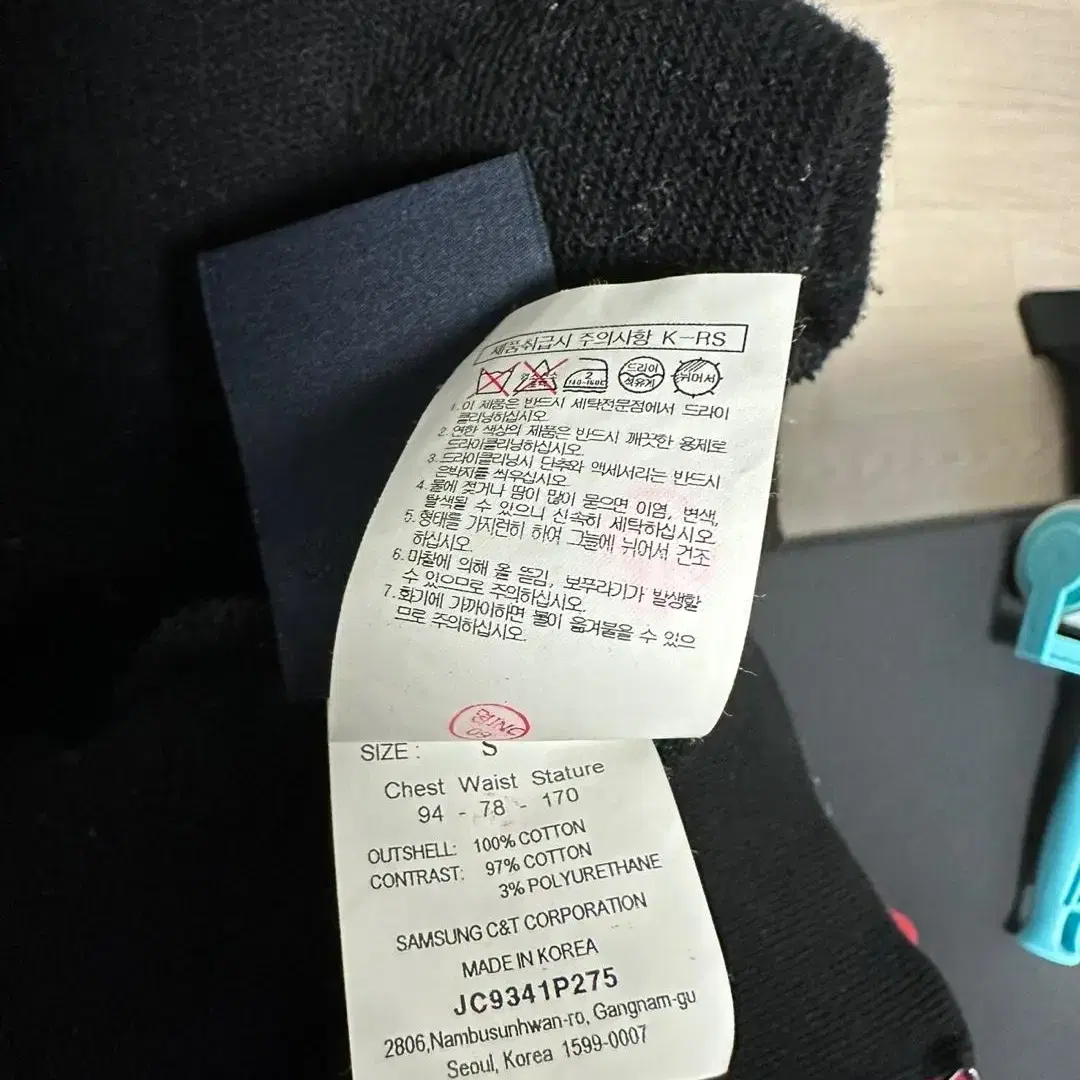 제품취급시 주의사항 K-RS
2 140-160℃ 드라이 석유계 뉘어서
1. 이 제품은 반드시 세탁전문점에서 드라이
클리닝하십시오.
2. 연한 색상의 제품은 반드시 깨끗한 용제로
드라이클리닝하십시오.
3. 드라이클리닝시 단추와 액세서리는 반드시
은박지를 씌우십시오.
4. 물에 젖거나 땀이 많이 묻으면 이염, 변색,
탈색될 수 있으니 신속히 세탁하십시오.
5. 형태를 가지런히 하여 그늘에 뉘어서 건조
하십시오.
6. 마찰에 의해 올 뜯김, 보푸라기가 발생할
수 있으므로 주의하십시오.
7. 화기에 가까이하면 불이 옮겨붙을 수 있으
므로 주의하십시오.
SIZE : S
Chest Waist Stature
94 - 78 - 170
OUTSHELL: 100% COTTON
CONTRAST: 97% COTTON
3% POLYURETHANE
SAMSUNG C&T CORPORATION
MADE IN KOREA
JC9341P275
2806,Nambusunhwan-ro, Gangnam-gu
Seoul, Korea 1599-0007